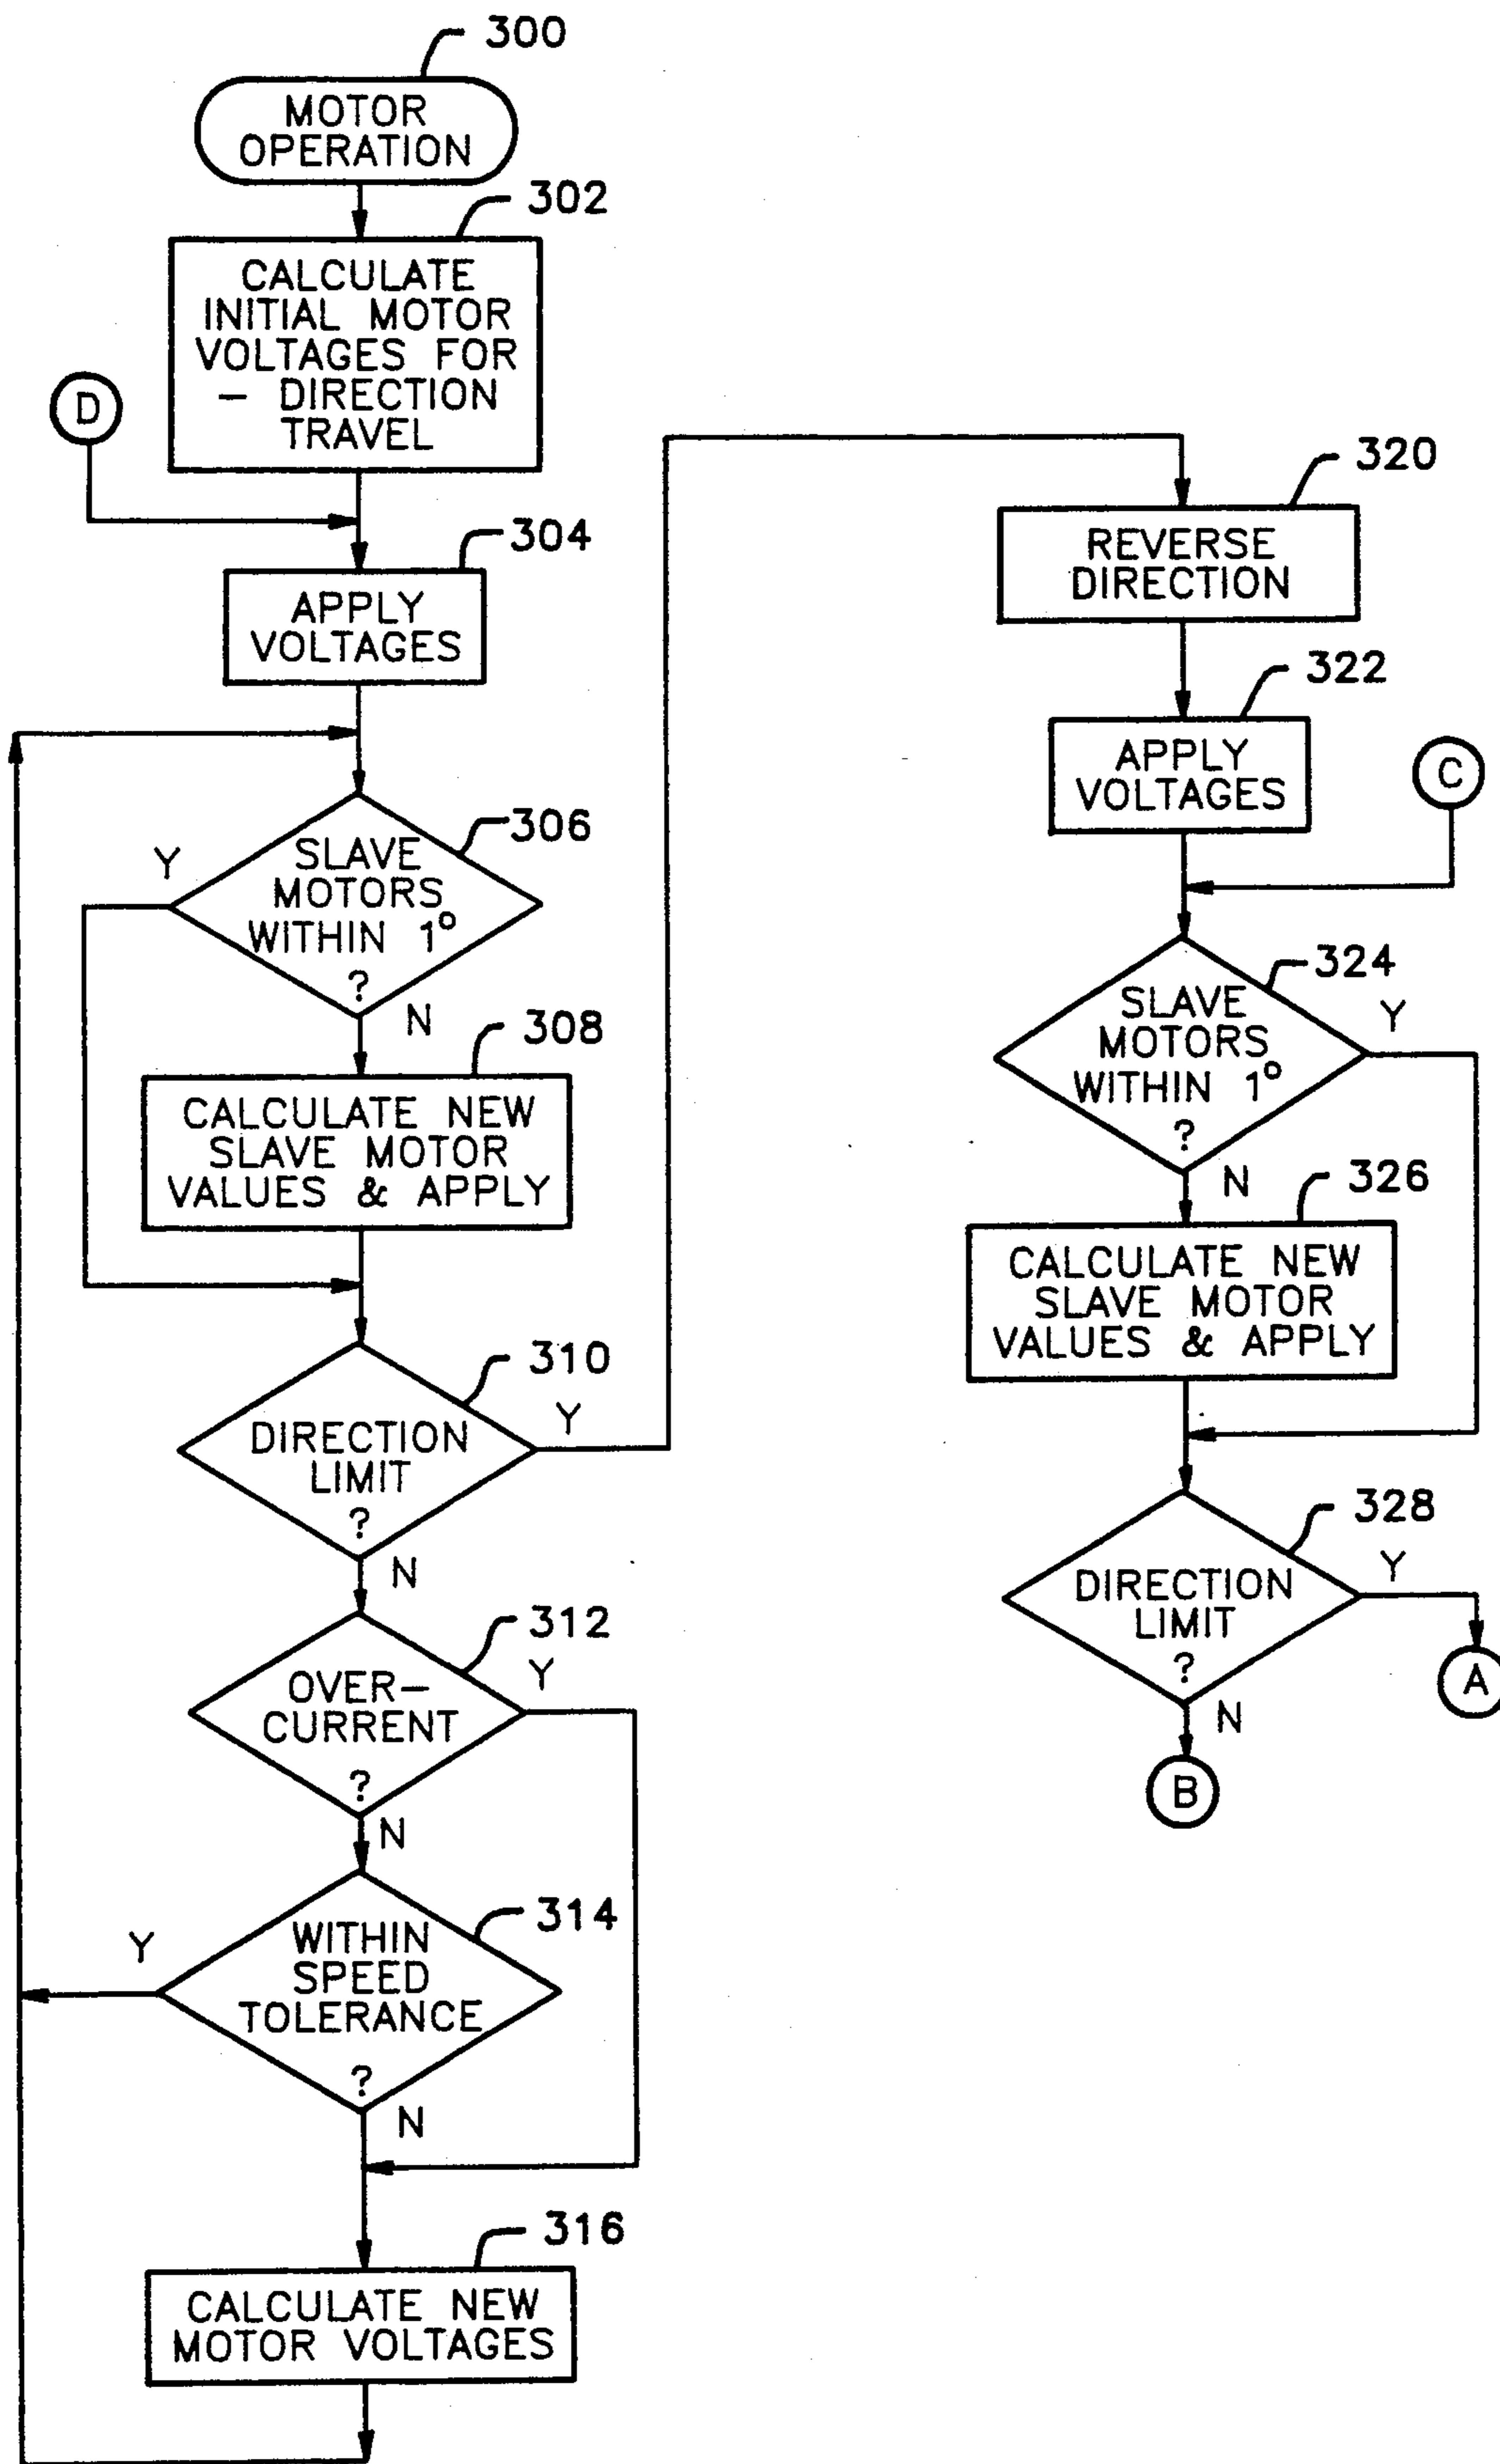 300
MOTOR
OPERATION
302
CALCULATE
INITIAL MOTOR
VOLTAGES FOR
- DIRECTION
TRAVEL
D
304
APPLY
VOLTAGES
306
Y
SLAVE
MOTORS
WITHIN 1°
?
N
308
CALCULATE NEW
SLAVE MOTOR
VALUES & APPLY
310
Y
DIRECTION
LIMIT
?
N
312
Y
OVER-
CURRENT
?
N
314
Y
WITHIN
SPEED
TOLERANCE
?
N
316
CALCULATE NEW
MOTOR VOLTAGES
320
REVERSE
DIRECTION
322
APPLY
VOLTAGES
C
324
Y
SLAVE
MOTORS
WITHIN 1°
?
N
326
CALCULATE NEW
SLAVE MOTOR
VALUES & APPLY
328
Y
DIRECTION
LIMIT
?
N
A
B